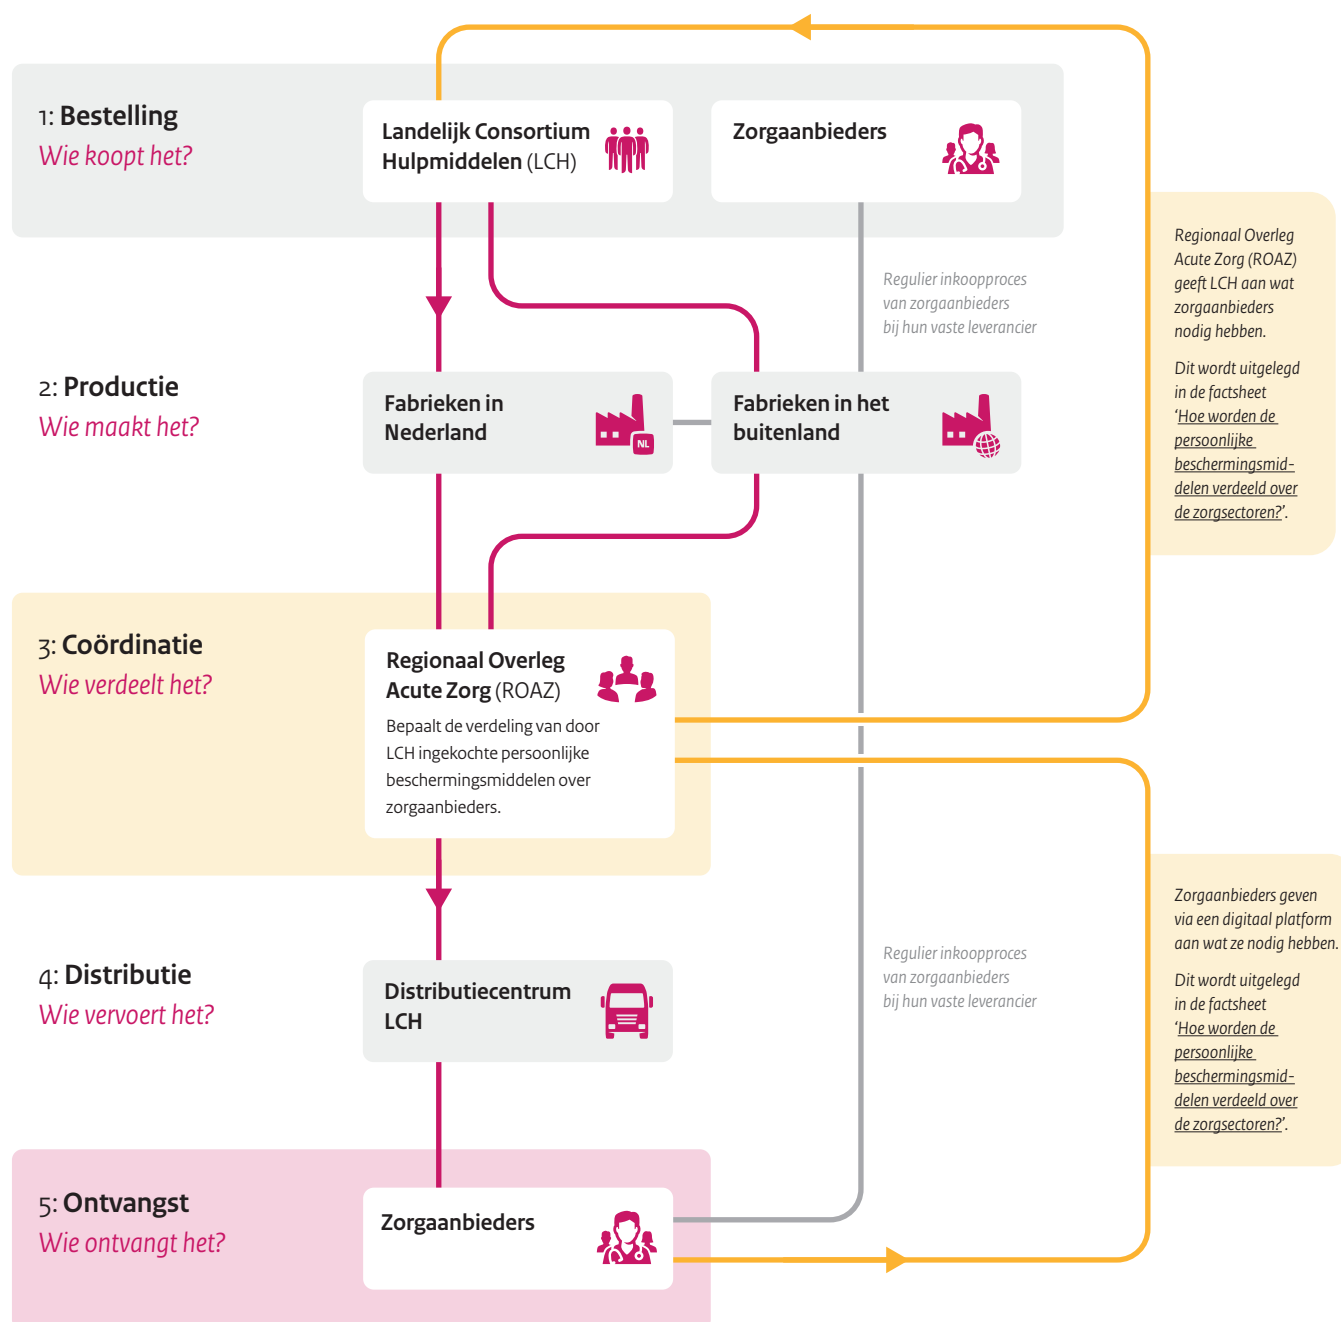 1: Bestelling
Wie koopt het?
Landelijk Consortium
Hulpmiddelen (LCH)
Zorgaanbieders
Regulier inkoopproces
van zorgaanbieders
bij hun vaste leverancier
Regionaal Overleg
Acute Zorg (ROAZ)
geeft LCH aan wat
zorgaanbieders
nodig hebben.
Dit wordt uitgelegd
in de factsheet
‘Hoe worden de
persoonlijke
beschermingsmid-
delen verdeeld over
de zorgsectoren?’.
2: Productie
Wie maakt het?
Fabrieken in
Nederland
NL
Fabrieken in het
buitenland
3: Coördinatie
Wie verdeelt het?
Regionaal Overleg
Acute Zorg (ROAZ)
Bepaalt de verdeling van door
LCH ingekochte persoonlijke
beschermingsmiddelen over
zorgaanbieders.
4: Distributie
Wie vervoert het?
Distributiecentrum
LCH
Regulier inkoopproces
van zorgaanbieders
bij hun vaste leverancier
Zorgaanbieders geven
via een digitaal platform
aan wat ze nodig hebben.
Dit wordt uitgelegd
in de factsheet
‘Hoe worden de
persoonlijke
beschermingsmid-
delen verdeeld over
de zorgsectoren?’.
5: Ontvangst
Wie ontvangt het?
Zorgaanbieders